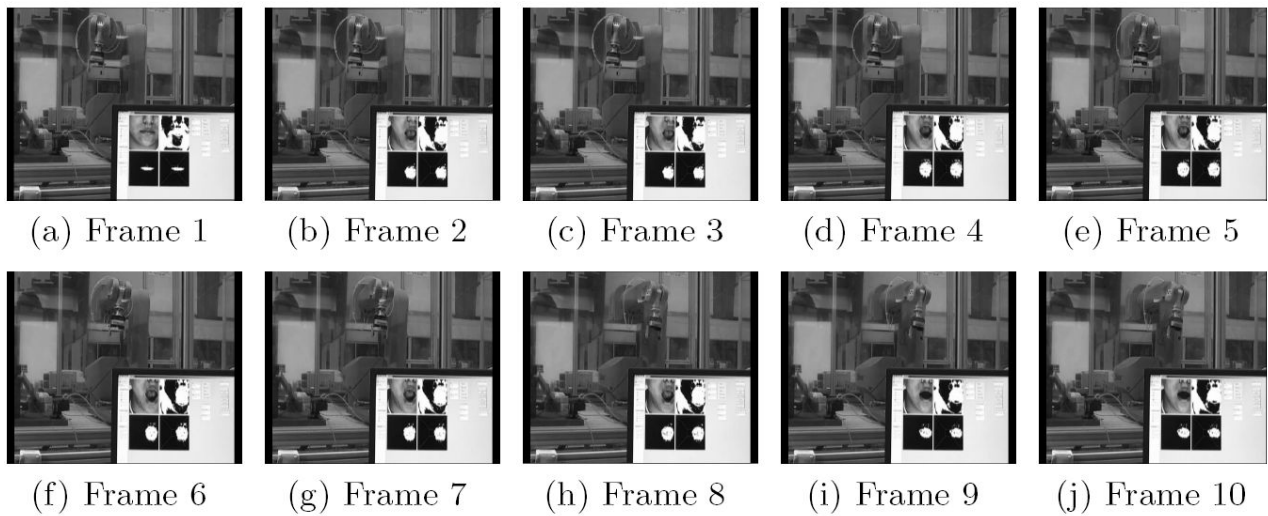 (a) Frame 1
(b) Frame 2
(c) Frame 3
(d) Frame 4
(e) Frame 5
(f) Frame 6
(g) Frame 7
(h) Frame 8
(i) Frame 9
(j) Frame 10